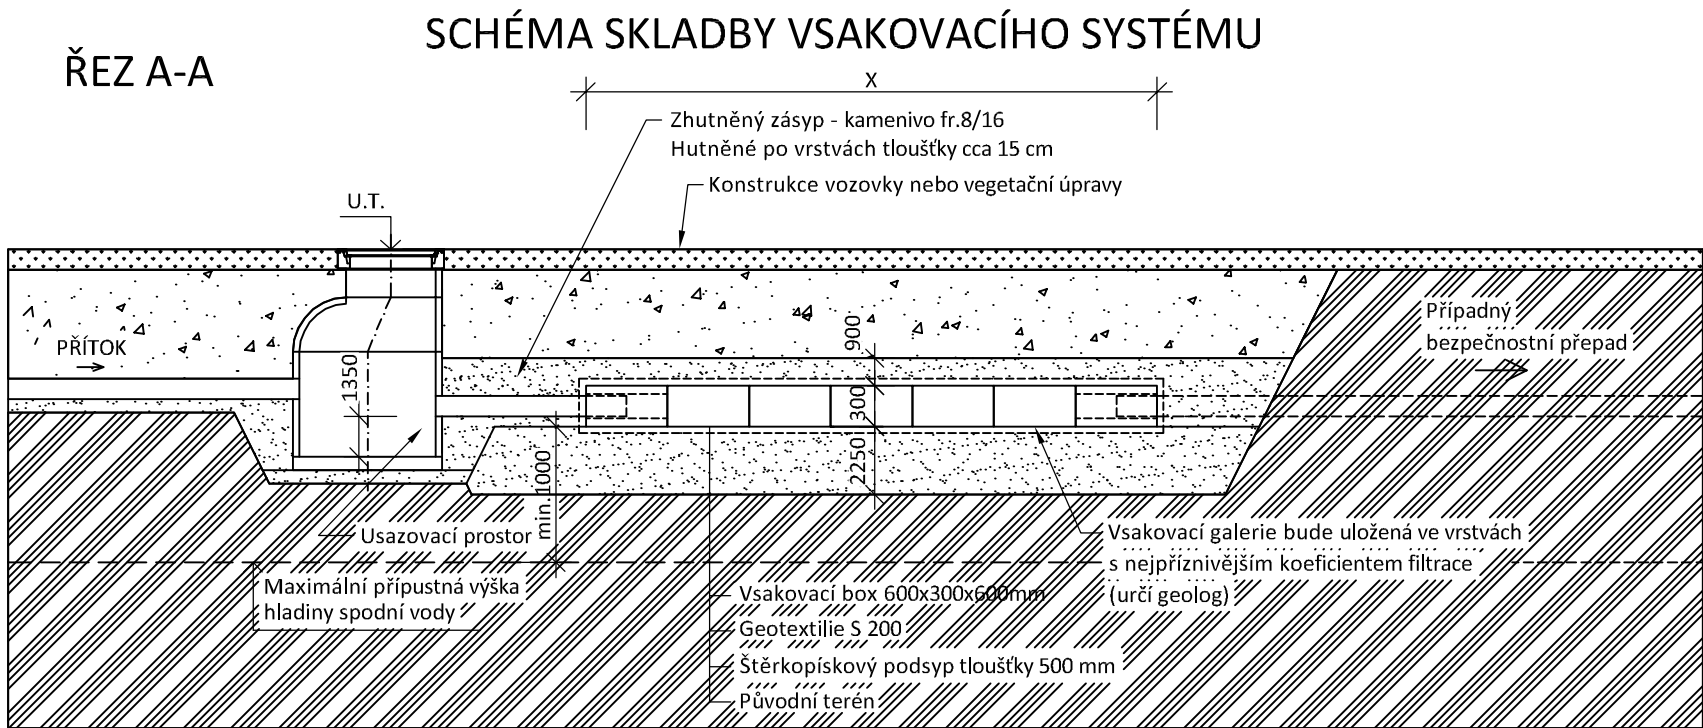 SCHÉMA SKLADBY VSAKOVACÍHO SYSTÉMU
ŘEZ A-A
X
Zhutněný zásyp - kamenivo fr.8/16
Hutněné po vrstvách tloušťky cca 15 cm
Konstrukce vozovky nebo vegetační úpravy
U.T.
PŘÍTOK
Případný
bezpečnostní přepad
1350
900
300
2250
min.1000
Usazovací prostor
Maximální přípustná výška
hladiny spodní vody
Vsakovací galerie bude uložená ve vrstvách
s nejpříznivějším koeficientem filtrace
(určí geolog)
Vsakovací box 600x300x600mm
Geotextilie S 200
Štěrkopískový podsyp tloušťky 500 mm
Původní terén